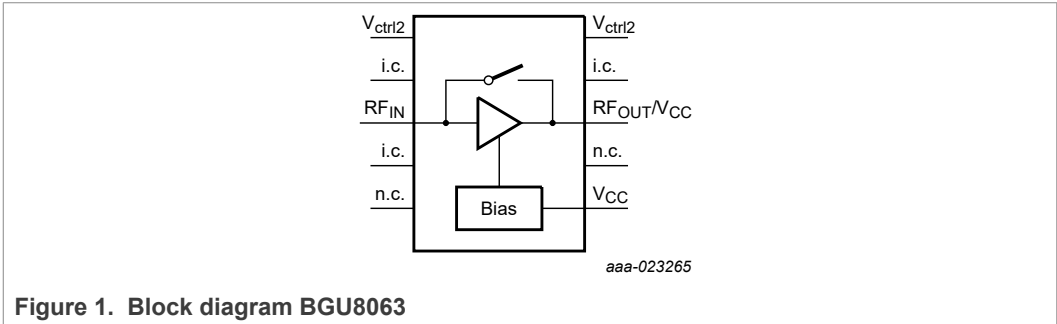 Vctrl2
Vctrl2
i.c.
i.c.
RFIN
RFOUT/VCC
i.c.
n.c.
n.c.
VCC
Bias
aaa-023265
Figure 1. Block diagram BGU8063